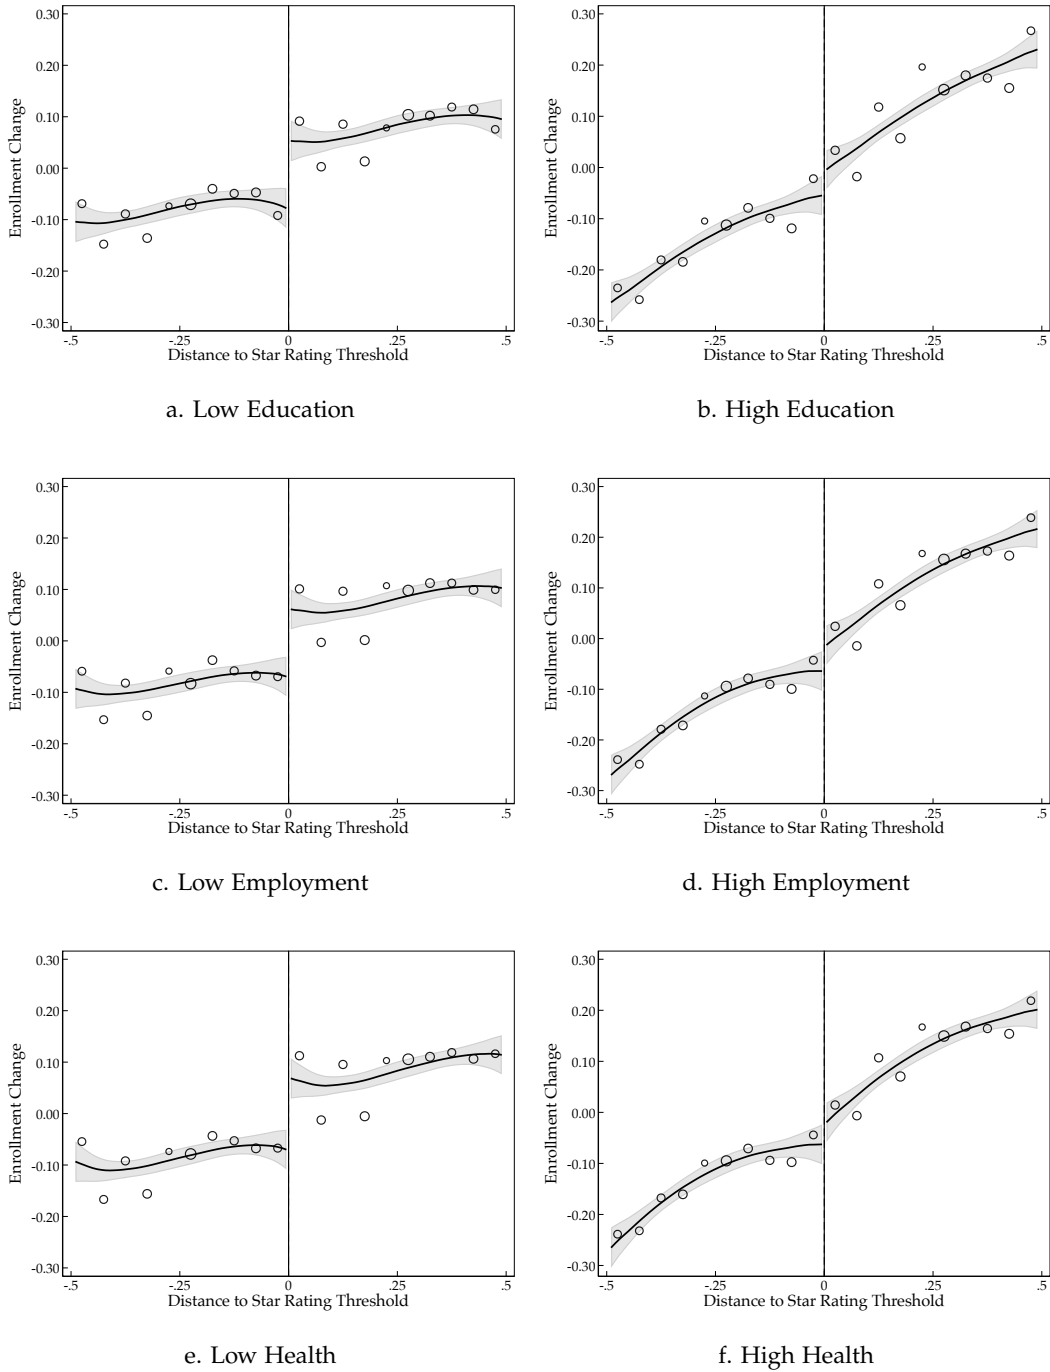 0.30
0.20
0.10
0.00
-0.10
-0.20
-0.30
Enrollment Change
-.5 -.25 0 .25 .5
Distance to Star Rating Threshold
a. Low Education
0.30
0.20
0.10
0.00
-0.10
-0.20
-0.30
Enrollment Change
-.5 -.25 0 .25 .5
Distance to Star Rating Threshold
b. High Education
0.30
0.20
0.10
0.00
-0.10
-0.20
-0.30
Enrollment Change
-.5 -.25 0 .25 .5
Distance to Star Rating Threshold
c. Low Employment
0.30
0.20
0.10
0.00
-0.10
-0.20
-0.30
Enrollment Change
-.5 -.25 0 .25 .5
Distance to Star Rating Threshold
d. High Employment
0.30
0.20
0.10
0.00
-0.10
-0.20
-0.30
Enrollment Change
-.5 -.25 0 .25 .5
Distance to Star Rating Threshold
e. Low Health
0.30
0.20
0.10
0.00
-0.10
-0.20
-0.30
Enrollment Change
-.5 -.25 0 .25 .5
Distance to Star Rating Threshold
f. High Health